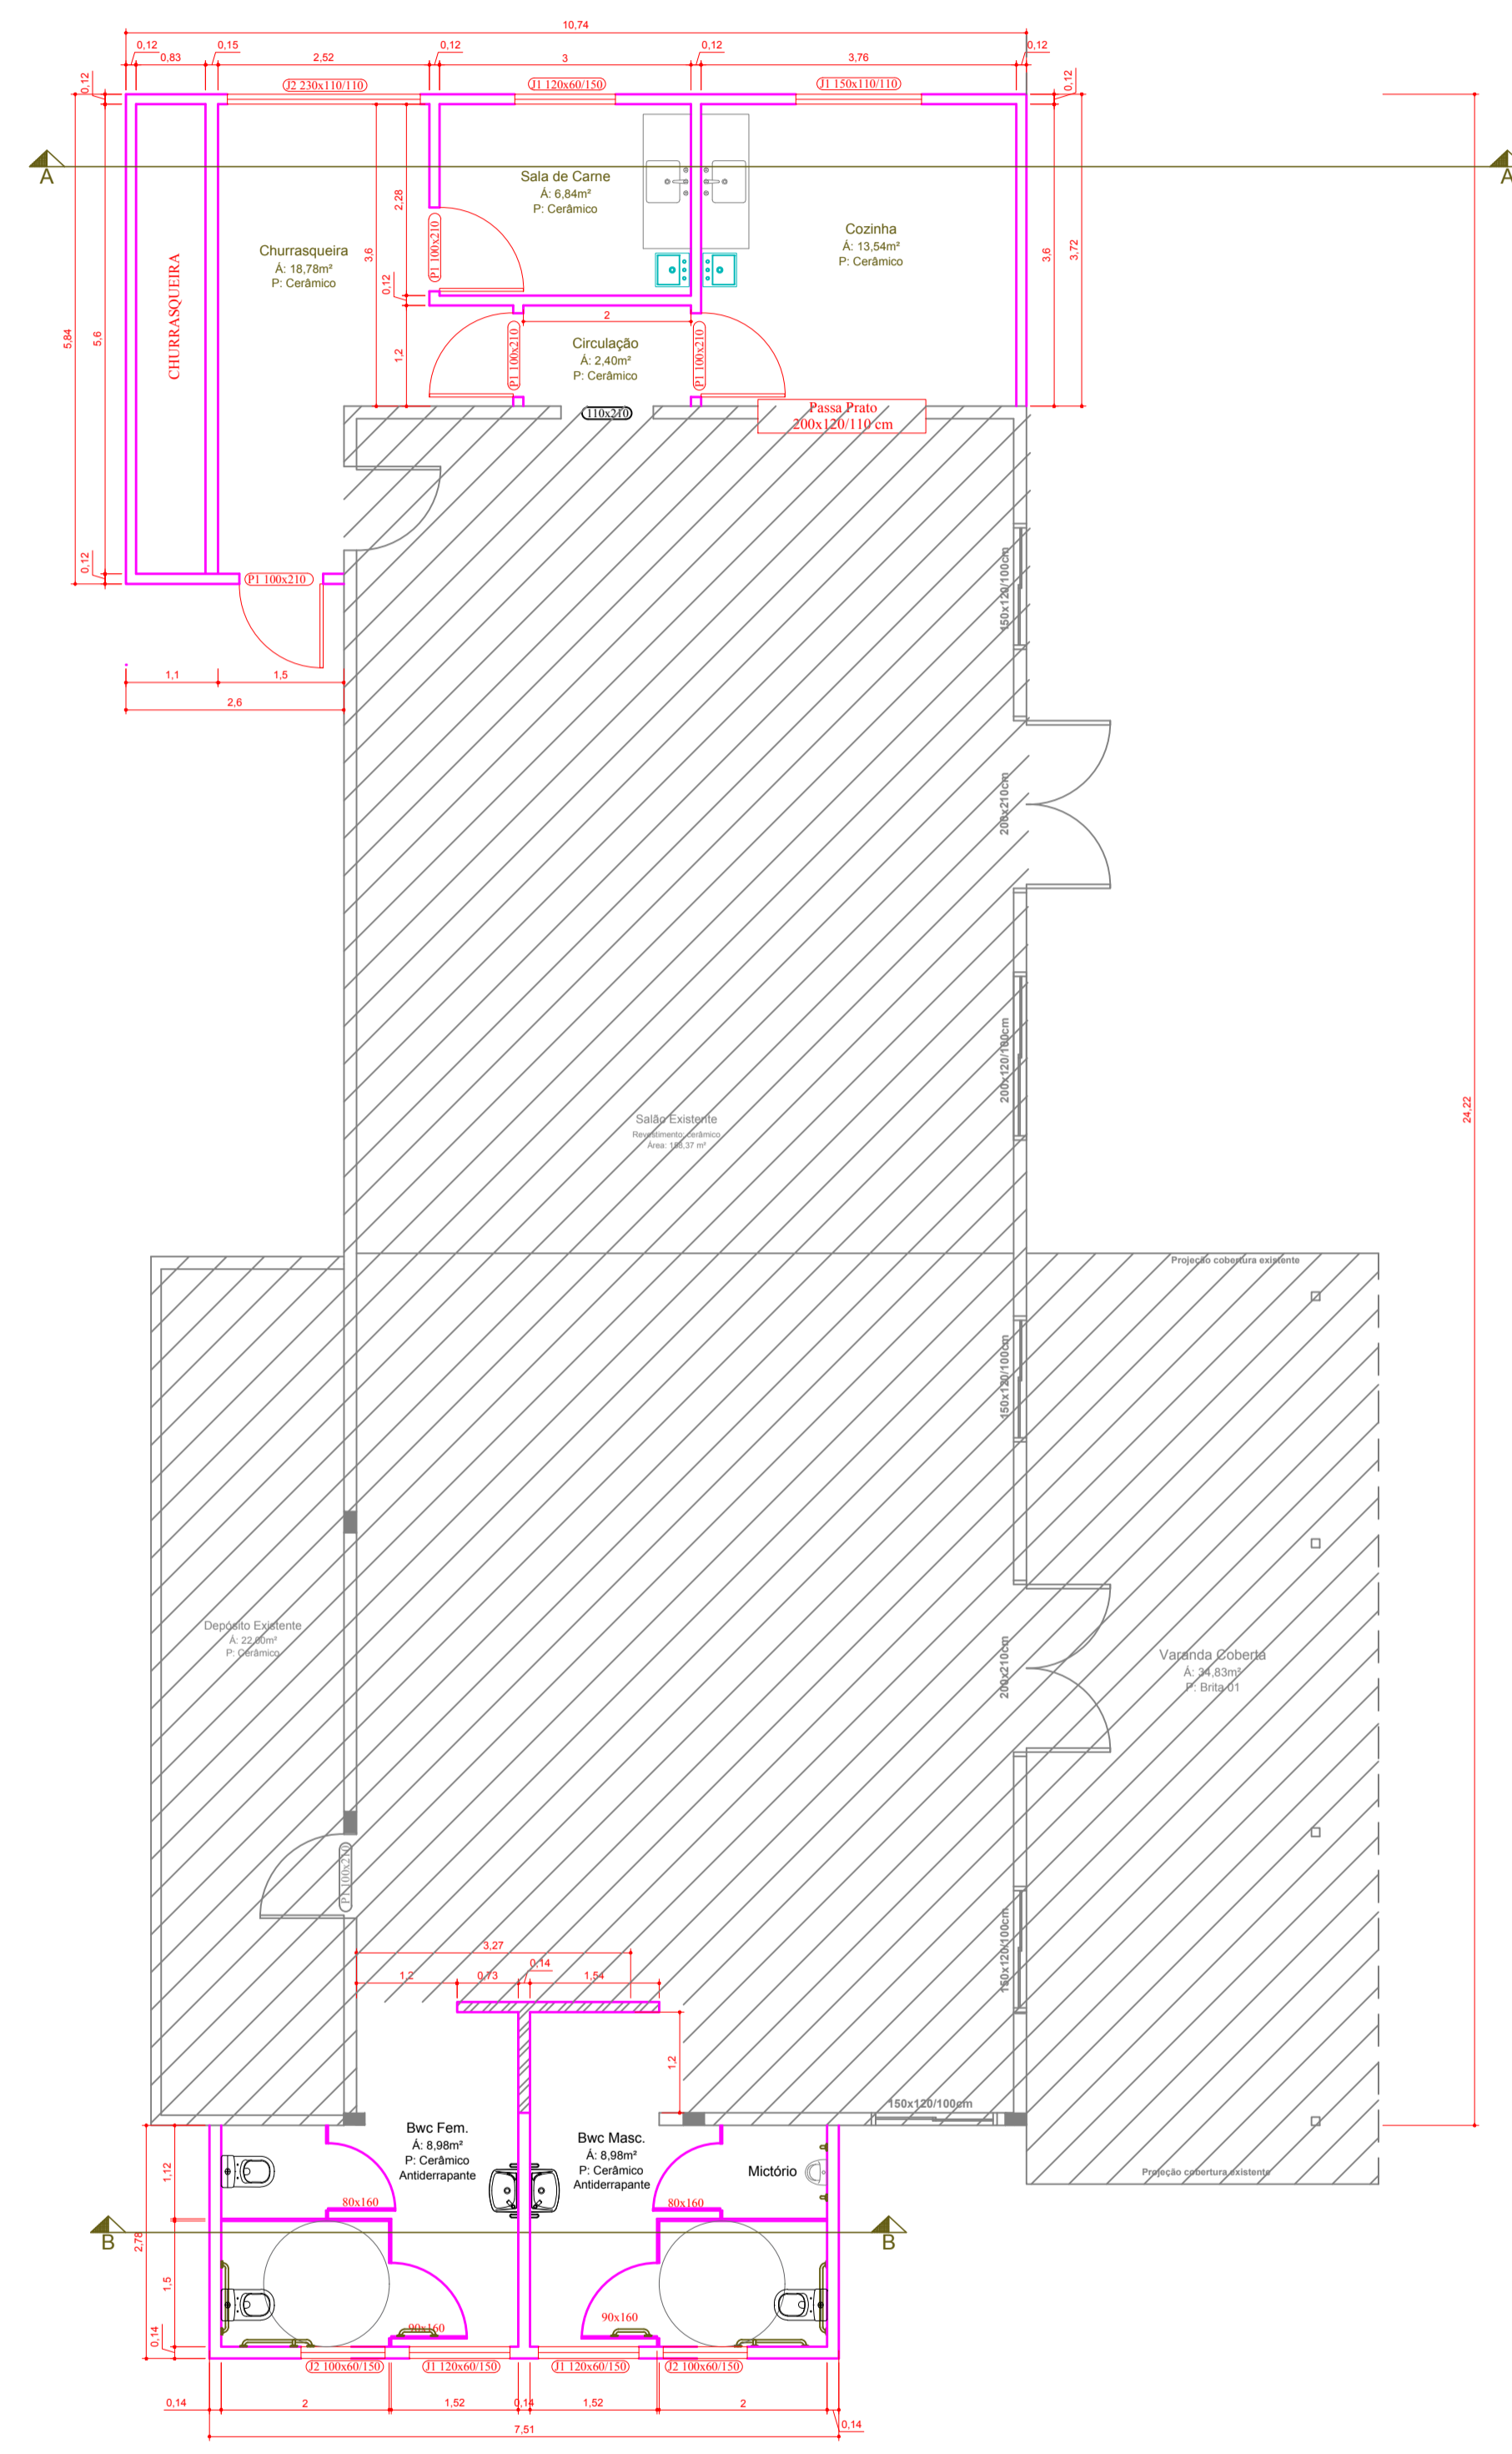 10,74
0,12
0,83
0,15
2,52
0,12
3
0,12
3,76
0,12
0,12
0,12
J2 230x110/110
J1 120x60/150
J1 150x110/110
A
A
Sala de Carne
Á: 6,84m²
P: Cerâmico
Cozinha
Á: 13,54m²
P: Cerâmico
Churrasqueira
Á: 18,78m²
P: Cerâmico
CHURRASQUEIRA
P1 100x210
2,28
3,6
0,12
1,2
3,6
3,72
5,84
5,6
0,12
2
Circulação
Á: 2,40m²
P: Cerâmico
P1 100x210
P1 100x210
110x210
Passa Prato
200x120/110 cm
P1 100x210
1,1
1,5
2,6
150x120/100cm
200x210cm
200x120/100cm
24,22
Salão Existente
Revestimento: cerâmico
Área: 158,37 m²
Projeção cobertura existente
150x120/100cm
Depósito Existente
Á: 22,00m²
P: Cerâmico
200x210cm
Varanda Coberta
Á: 34,83m²
P: Brita 01
P1 100x210
150x120/100cm
3,27
0,14
1,2
0,73
1,54
1,2
150x120/100cm
Bwc Fem.
Á: 8,98m²
P: Cerâmico
Antiderrapante
Bwc Masc.
Á: 8,98m²
P: Cerâmico
Antiderrapante
Mictório
Projeção cobertura existente
1,12
2,78
1,5
0,14
80x160
80x160
B
B
90x160
90x160
J2 100x60/150
J1 120x60/150
J1 120x60/150
J2 100x60/150
0,14
2
1,52
0,14
1,52
2
0,14
7,51